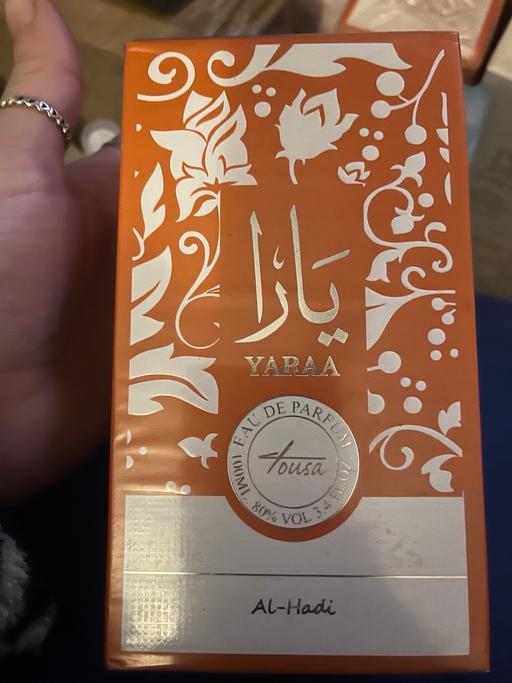 يارا
YARAA
EAU DE PARFUM
100ML. 80% VOL 3.4 FL.OZ
Tousa
Al-Hadi